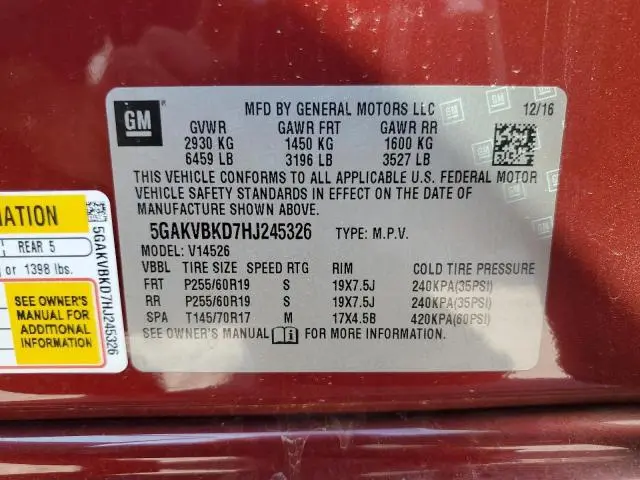 GM
MFD BY GENERAL MOTORS LLC 12/16
GVWR GAWR FRT GAWR RR
2930 KG 1450 KG 1600 KG
6459 LB 3196 LB 3527 LB
THIS VEHICLE CONFORMS TO ALL APPLICABLE U.S. FEDERAL MOTOR
VEHICLE SAFETY STANDARDS IN EFFECT ON THE DATE OF
MANUFACTURE SHOWN ABOVE.
5GAKVBKD7HJ245326 TYPE: M.P.V.
MODEL: V14526
VBBL TIRE SIZE SPEED RTG RIM COLD TIRE PRESSURE
FRT P255/60R19 S 19X7.5J 240KPA(35PSI)
RR P255/60R19 S 19X7.5J 240KPA(35PSI)
SPA T145/70R17 M 17X4.5B 420KPA(60PSI)
SEE OWNER'S MANUAL FOR MORE INFORMATION.
MATION
REAR 5
or 1398 lbs.
SEE OWNER'S
MANUAL FOR
ADDITIONAL
INFORMATION
5GAKVBKD7HJ245326